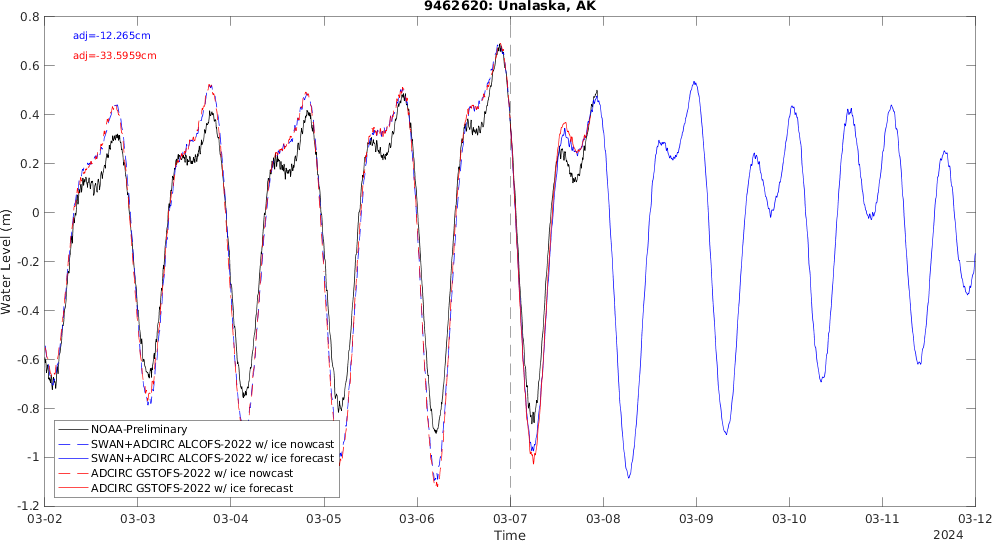 9462620: Unalaska, AK
adj=-12.265cm
adj=-33.5959cm
0.8
0.6
0.4
0.2
0
-0.2
-0.4
-0.6
-0.8
-1
-1.2
Water Level (m)
NOAA-Preliminary
SWAN+ADCIRC ALCOFS-2022 w/ ice nowcast
SWAN+ADCIRC ALCOFS-2022 w/ ice forecast
ADCIRC GSTOFS-2022 w/ ice nowcast
ADCIRC GSTOFS-2022 w/ ice forecast
03-02 03-03 03-04 03-05 03-06 03-07 03-08 03-09 03-10 03-11 03-12
Time
2024